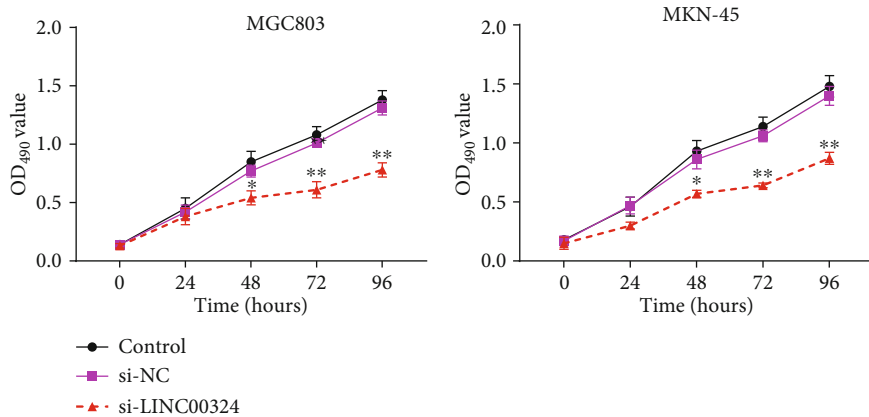 MGC803
OD490 value
2.0
1.5
1.0
0.5
0.0
**
*
**
**
0 24 48 72 96
Time (hours)
MKN-45
OD490 value
2.0
1.5
1.0
0.5
0.0
*
**
**
0 24 48 72 96
Time (hours)
Control
si-NC
si-LINC00324